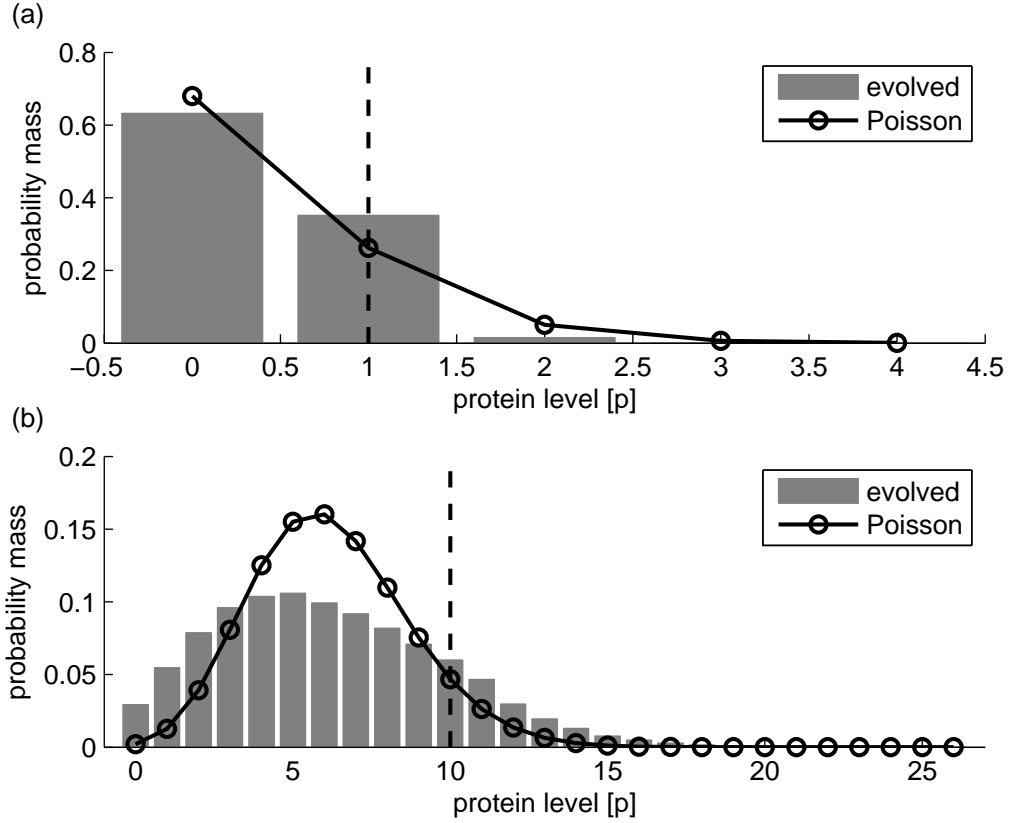 (a)
0.8
0.6
0.4
0.2
0
probability mass
evolved
Poisson
−0.5 0 0.5 1 1.5 2 2.5 3 3.5 4 4.5
protein level [p]
(b)
0.2
0.15
0.1
0.05
0
probability mass
evolved
Poisson
0 5 10 15 20 25
protein level [p]